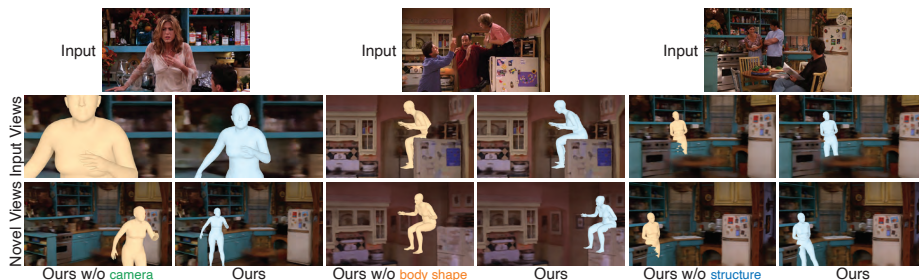 Input
Input
Input
Input Views
Novel Views
Ours w/o camera
Ours
Ours w/o body shape
Ours
Ours w/o structure
Ours